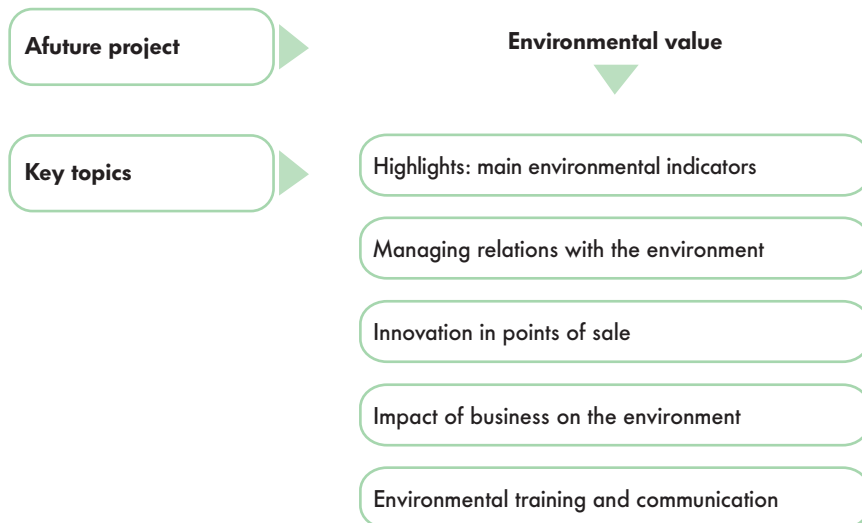 Afuture project
Environmental value
Key topics
Highlights: main environmental indicators
Managing relations with the environment
Innovation in points of sale
Impact of business on the environment
Environmental training and communication